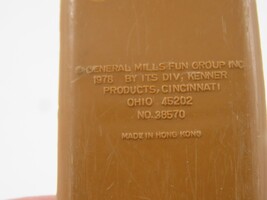 © GENERAL MILLS FUN GROUP INC.
1978 BY ITS DIV, KENNER
PRODUCTS, CINCINNATI
OHIO 45202
NO. 38570
MADE IN HONG KONG